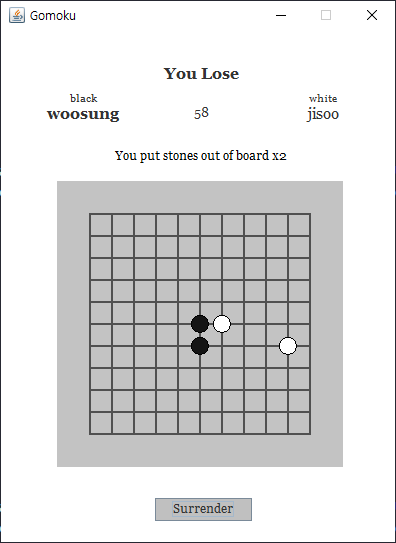 Gomoku
You Lose
black white
woosung 58 jisoo
You put stones out of board x2
Surrender